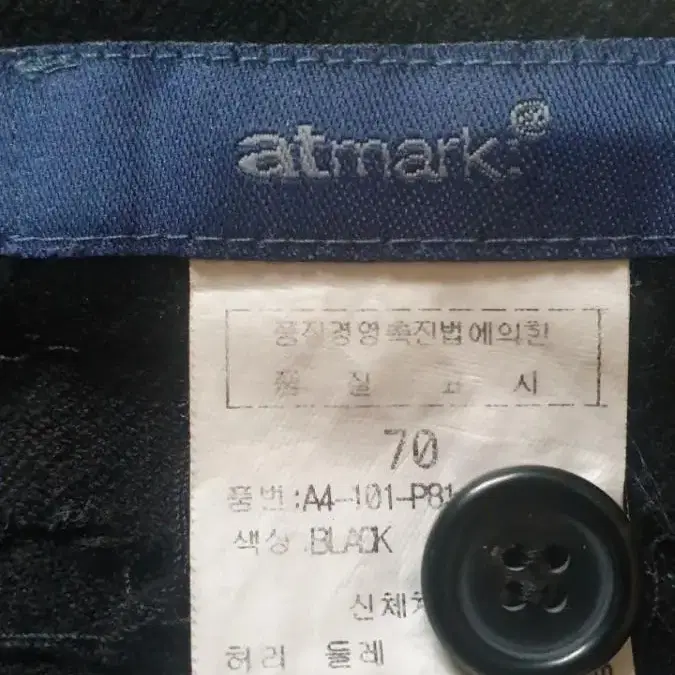 atmark:®
품질경영촉진법에의한
품 질 표 시
70
품번:A4-101-P81
색상:BLACK
신체치
허리 둘레